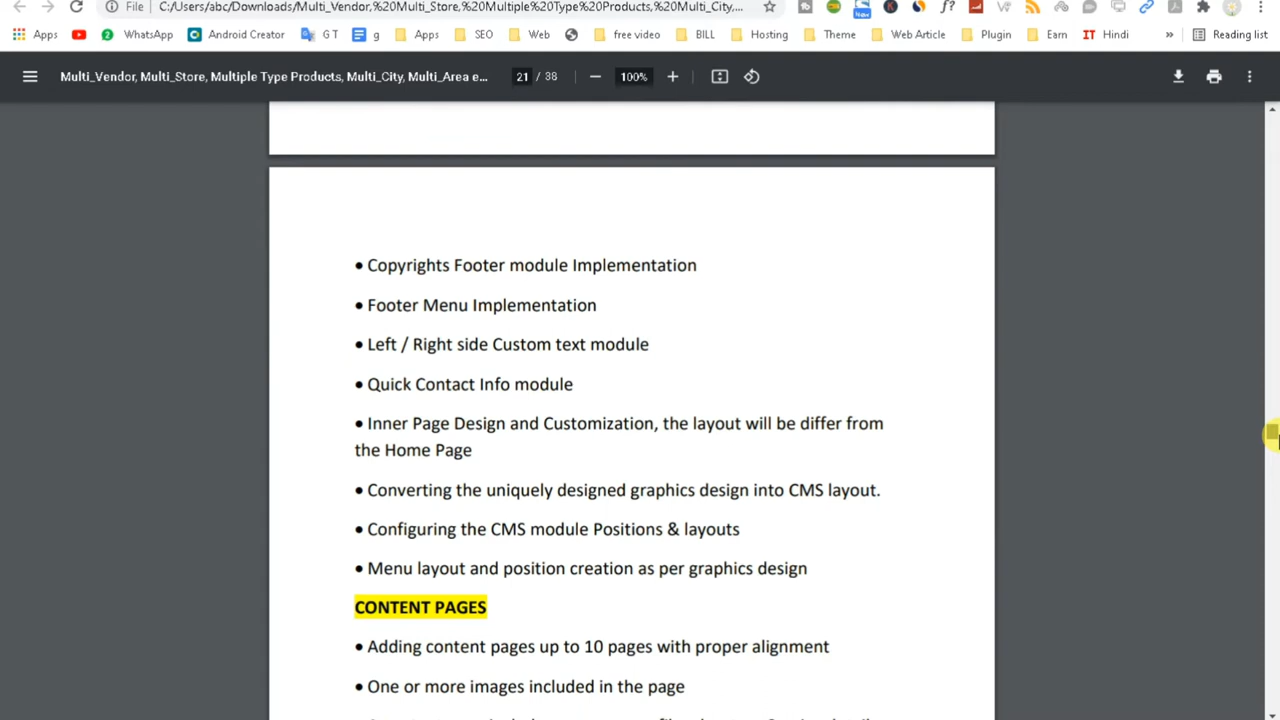 File C:/Users/abc/Downloads/Multi_Vendor,%20Multi_Store,%20Multiple%20Type%20Products,%20Multi_City,...
Apps WhatsApp Android Creator G T g Apps SEO Web free video BILL Hosting Theme Web Article Plugin Earn IT Hindi » Reading list
Multi_Vendor, Multi_Store, Multiple Type Products, Multi_City, Multi_Area e... 21 / 38 — 100% +
• Copyrights Footer module Implementation
• Footer Menu Implementation
• Left / Right side Custom text module
• Quick Contact Info module
• Inner Page Design and Customization, the layout will be differ from
the Home Page
• Converting the uniquely designed graphics design into CMS layout.
• Configuring the CMS module Positions & layouts
• Menu layout and position creation as per graphics design
CONTENT PAGES
• Adding content pages up to 10 pages with proper alignment
• One or more images included in the page